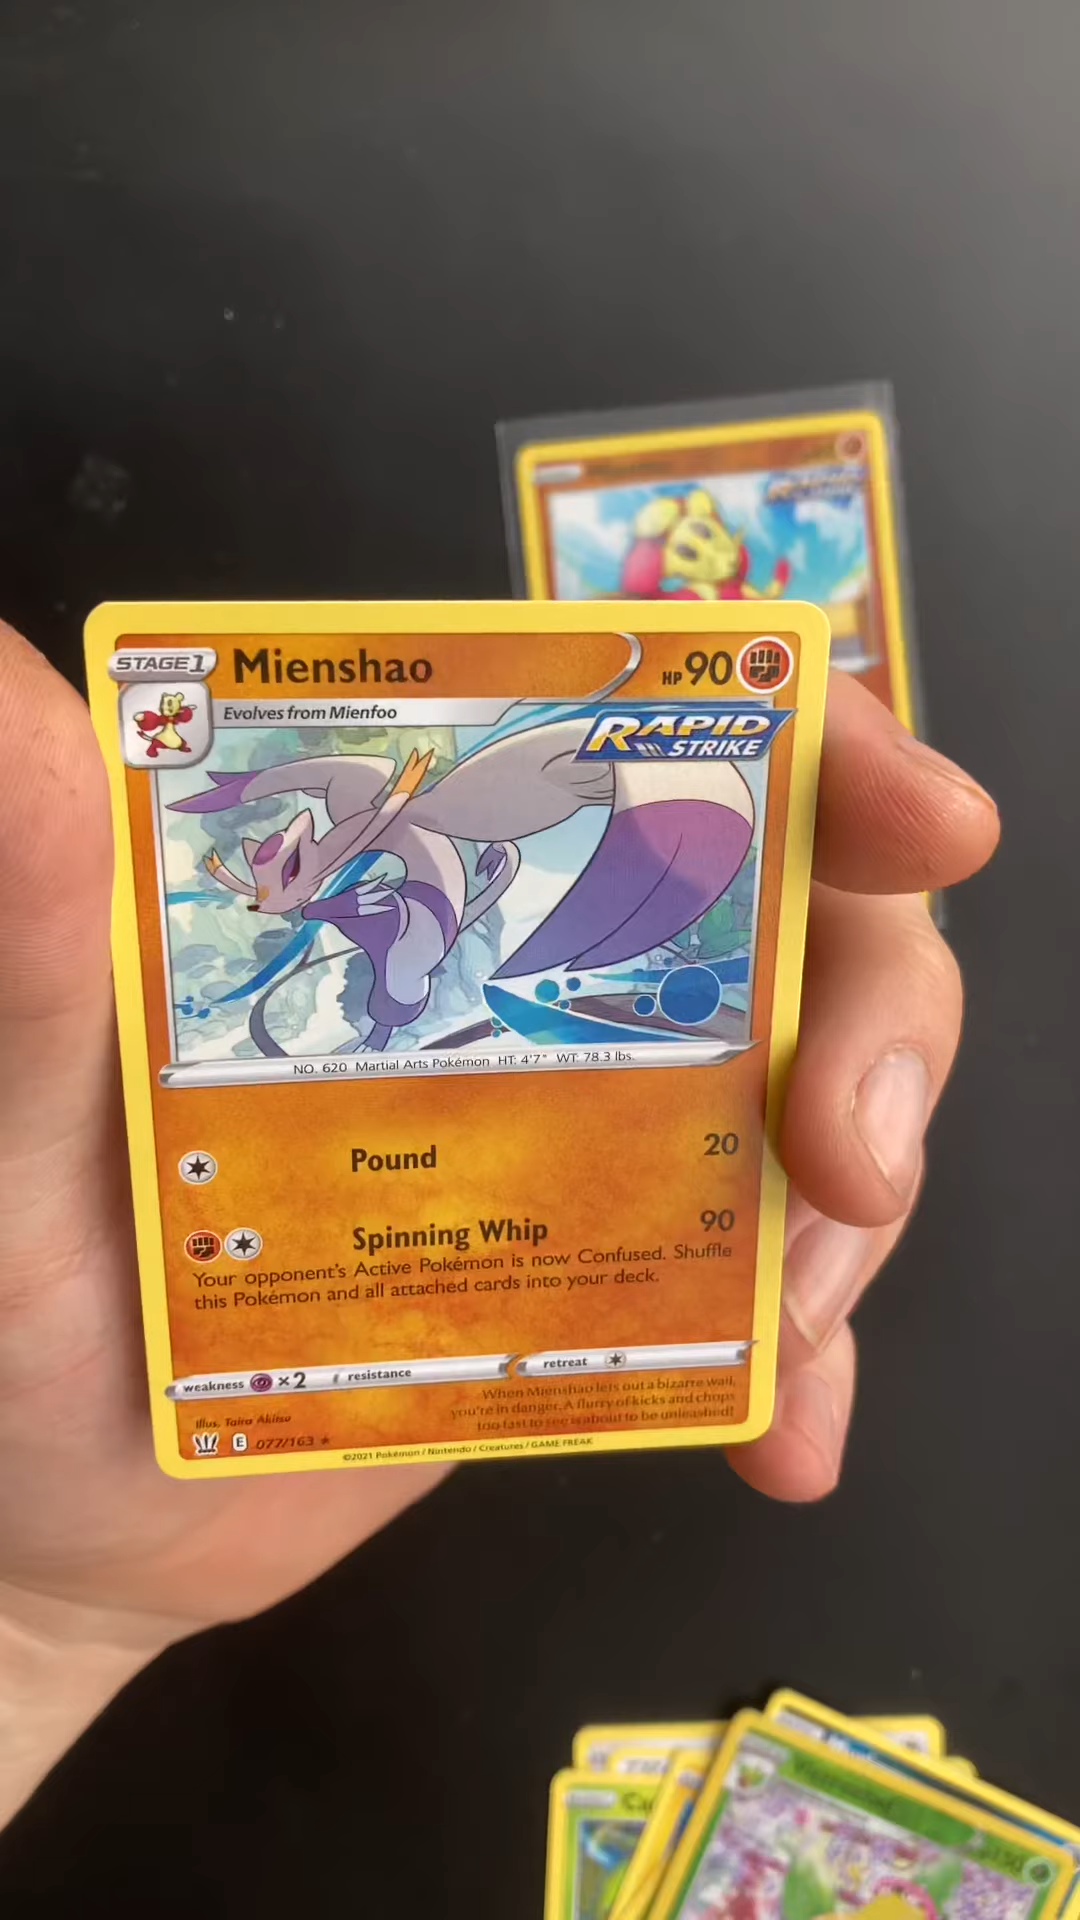 STAGE1 Mienshao HP 90
Evolves from Mienfoo
RAPID
STRIKE
NO. 620 Martial Arts Pokémon HT: 4'7" WT: 78.3 lbs.
Pound 20
Spinning Whip 90
Your opponent's Active Pokémon is now Confused. Shuffle
this Pokémon and all attached cards into your deck.
weakness ×2 resistance retreat
When Mienshao lets out a bizarre wail,
you're in danger. A flurry of kicks and chops
too fast to see is about to be unleashed!
Illus. Taira Akitsu
E 077/163 ★
©2021 Pokémon / Nintendo / Creatures / GAME FREAK